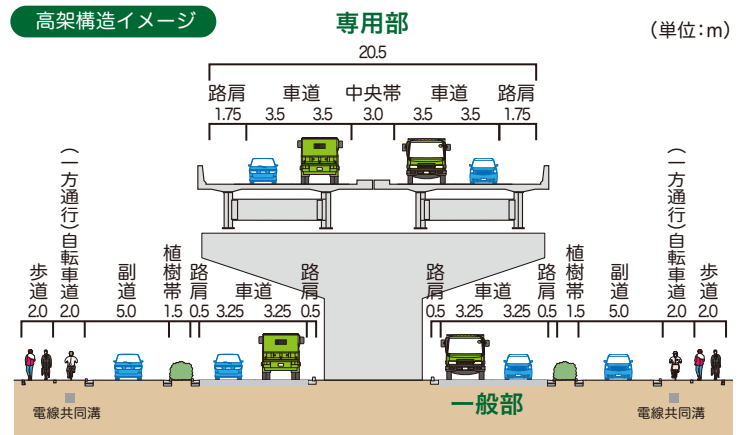 高架構造イメージ
専用部
(単位:m)
20.5
路肩 車道 中央帯 車道 路肩
1.75 3.5 3.5 3.0 3.5 3.5 1.75
歩道
2.0
(一方通行)自転車道
2.0
副道
5.0
植樹帯
1.5
路肩
0.5
車道
3.25 3.25
路肩
0.5
路肩
0.5
車道
3.25 3.25
路肩
0.5
植樹帯
1.5
副道
5.0
(一方通行)自転車道
2.0
歩道
2.0
電線共同溝
一般部
電線共同溝